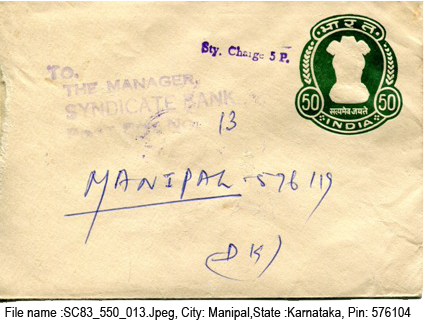 Sty. Charge 5 P.
भारत
50 50
सत्यमेव जयते
INDIA
To,
THE MANAGER,
SYNDICATE BANK
13
MANIPAL - 576119
(DK)
File name :SC83_550_013.Jpeg, City: Manipal,State :Karnataka, Pin: 576104